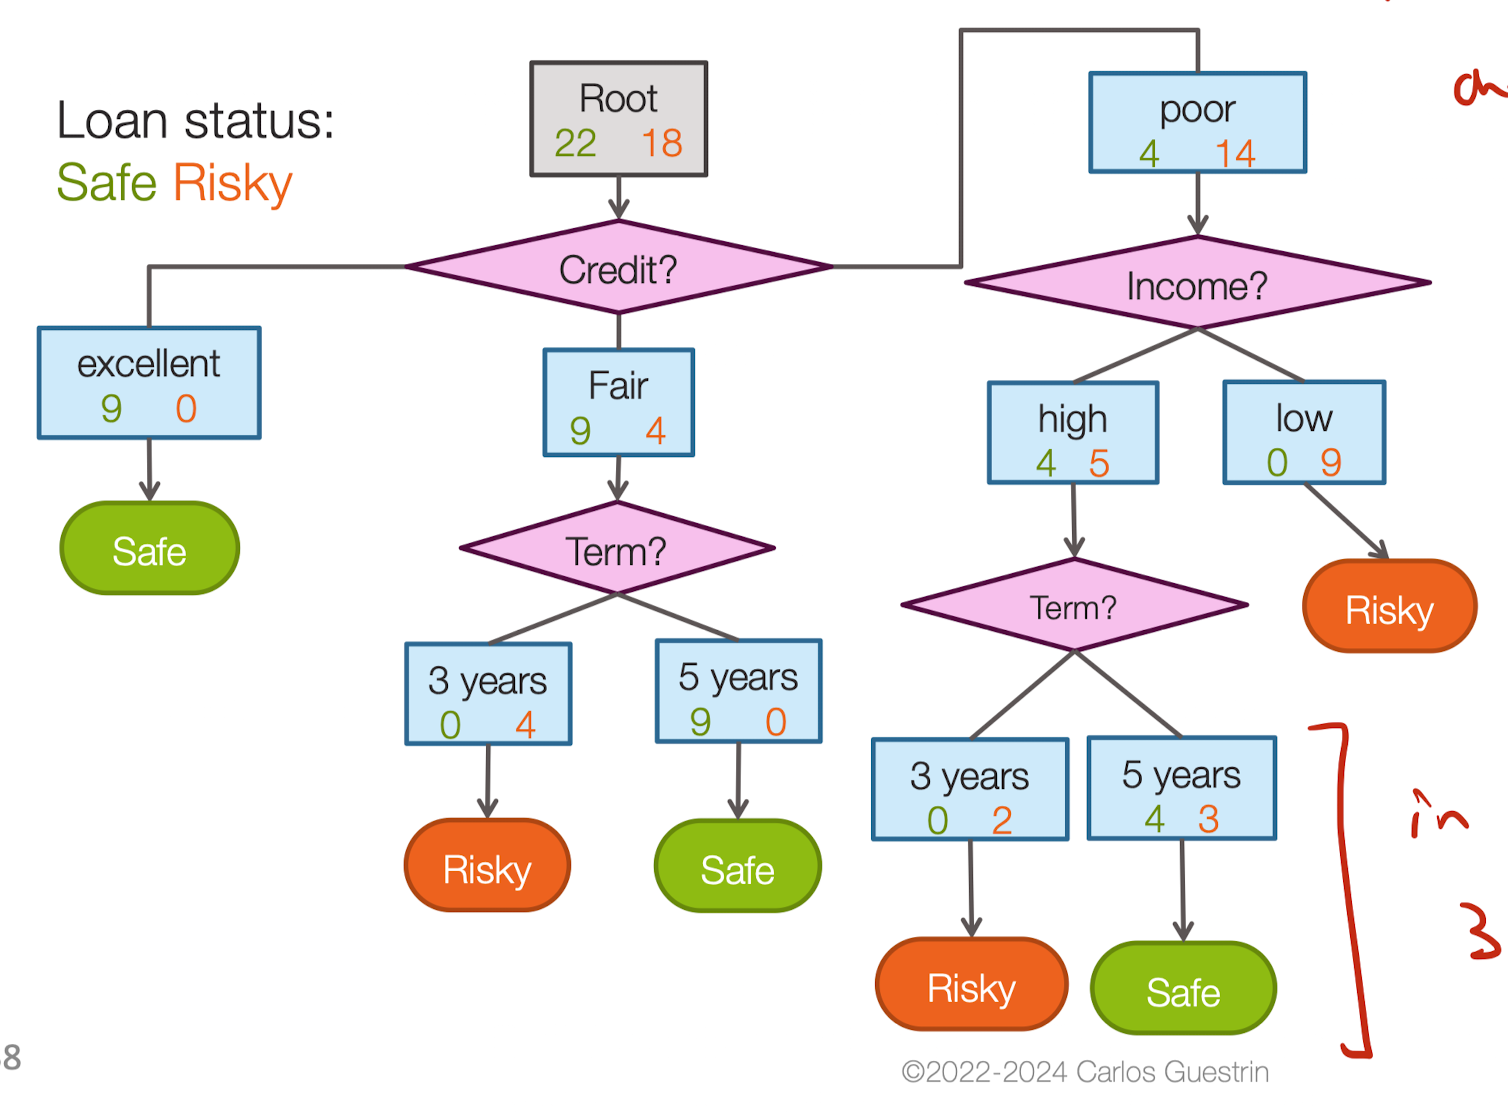 Loan status:
Safe Risky
Root
22 18
Credit?
excellent
9 0
Safe
Fair
9 4
Term?
3 years
0 4
Risky
5 years
9 0
Safe
poor
4 14
Income?
high
4 5
low
0 9
Risky
Term?
3 years
0 2
Risky
5 years
4 3
Safe
in
3
8
©2022-2024 Carlos Guestrin